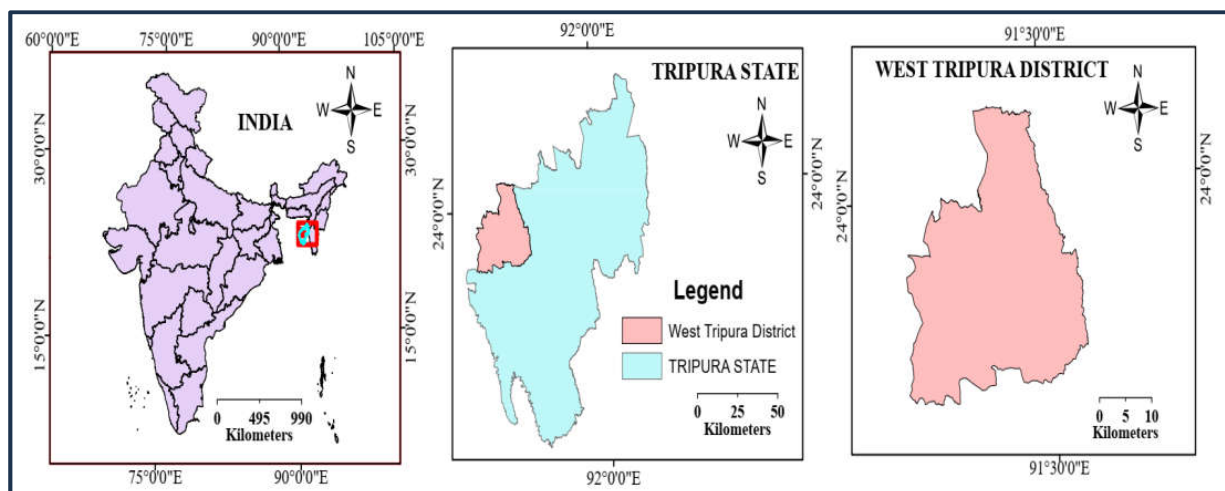 60°0'0"E 75°0'0"E 90°0'0"E 105°0'0"E
30°0'0"N
15°0'0"N
INDIA
N
W E
S
30°0'0"N
15°0'0"N
0 495 990
Kilometers
75°0'0"E 90°0'0"E
92°0'0"E
TRIPURA STATE
N
W E
S
24°0'0"N
24°0'0"N
Legend
West Tripura District
TRIPURA STATE
0 25 50
Kilometers
92°0'0"E
91°30'0"E
WEST TRIPURA DISTRICT
N
W E
S
24°0'0"N
24°0'0"N
0 5 10
Kilometers
91°30'0"E